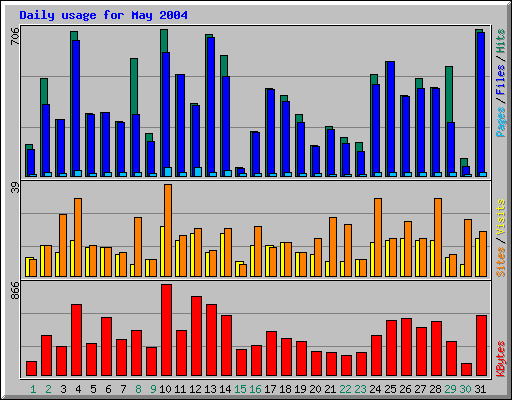 Daily usage for May 2004
706
Pages / Files / Hits
39
Sites / Visits
866
KBytes
1 2 3 4 5 6 7 8 9 10 11 12 13 14 15 16 17 18 19 20 21 22 23 24 25 26 27 28 29 30 31